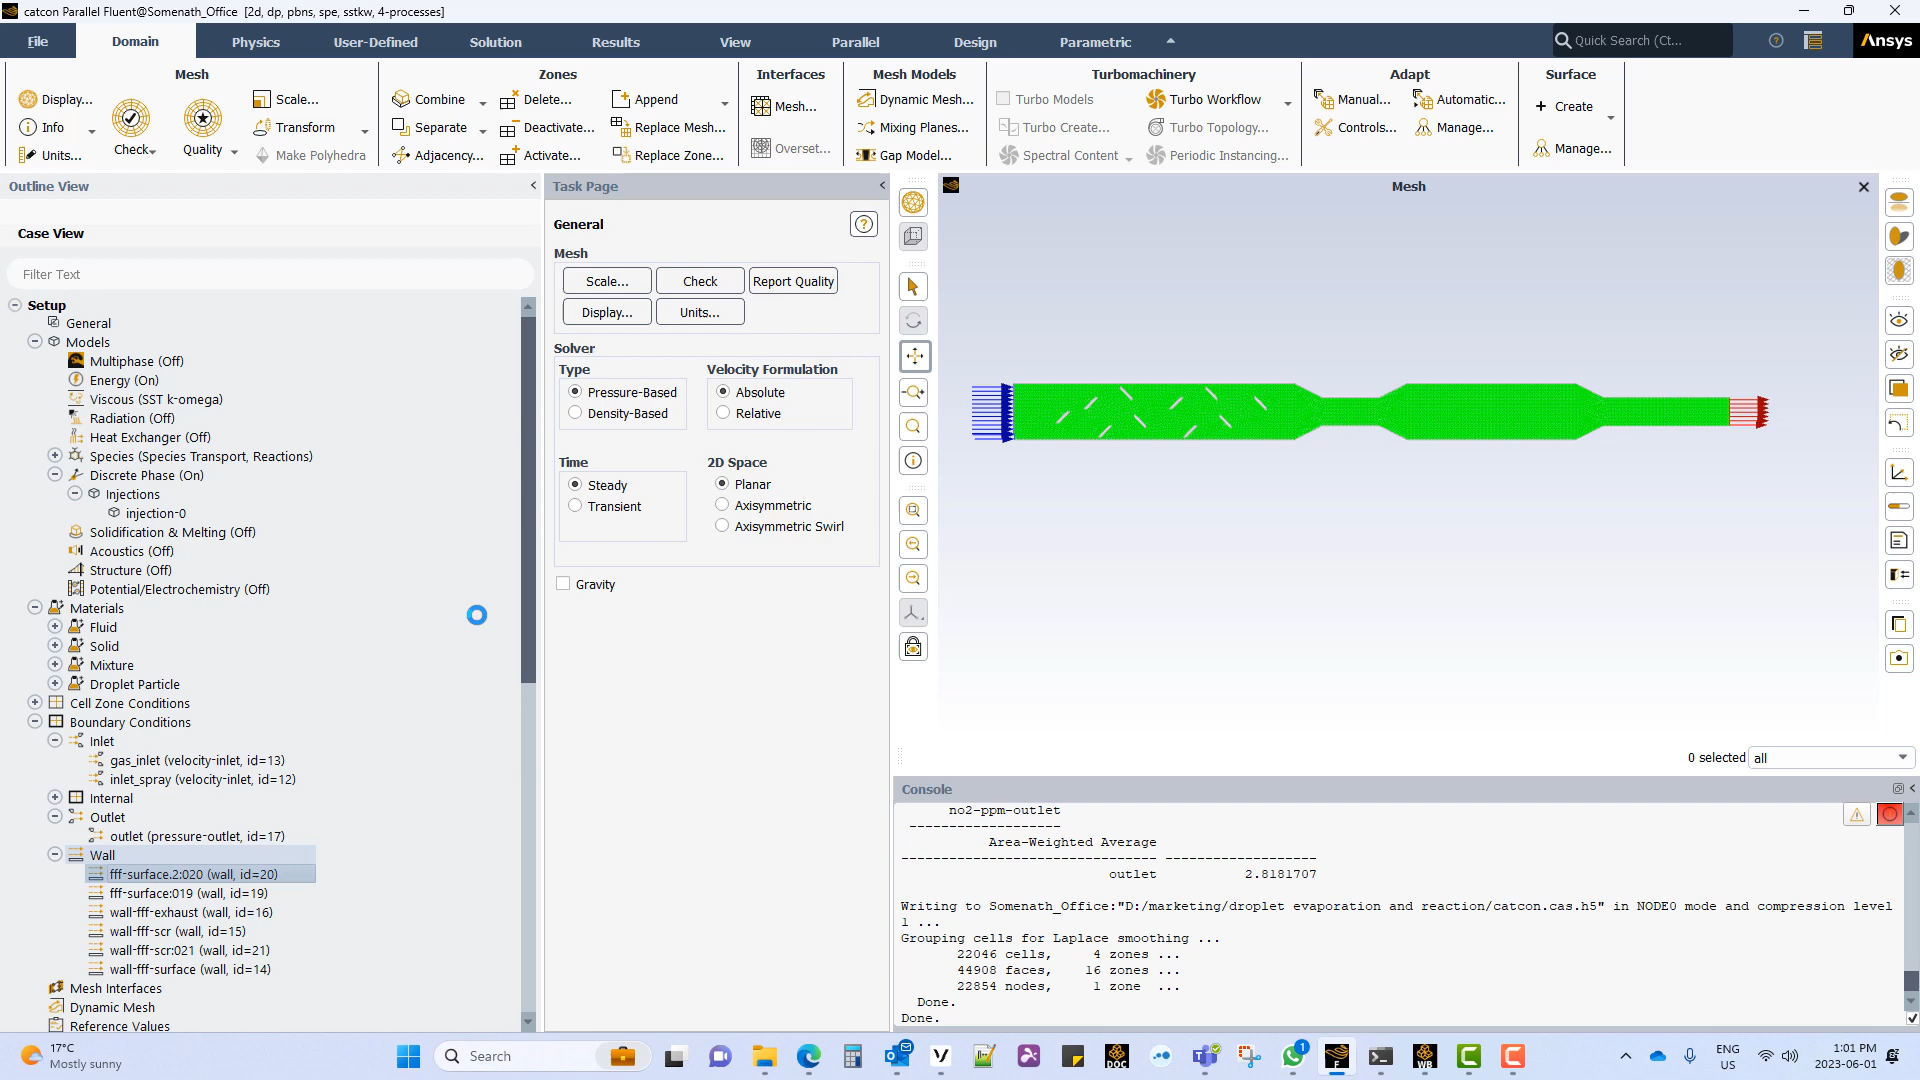 catcon Parallel Fluent@Somenath_Office [2d, dp, pbns, spe, sstkw, 4-processes]
File
Domain
Physics
User-Defined
Solution
Results
View
Parallel
Design
Parametric
Quick Search (Ct...
Ansys
Mesh
Display...
Info
Units...
Check
Quality
Scale...
Transform
Make Polyhedra
Zones
Combine
Separate
Adjacency...
Delete...
Deactivate...
Activate...
Append
Replace Mesh...
Replace Zone...
Interfaces
Mesh...
Overset...
Mesh Models
Dynamic Mesh...
Mixing Planes...
Gap Model...
Turbomachinery
Turbo Models
Turbo Create...
Spectral Content
Turbo Workflow
Turbo Topology...
Periodic Instancing...
Adapt
Manual...
Controls...
Automatic...
Manage...
Surface
Create
Manage...
Outline View
Case View
Filter Text
Setup
General
Models
Multiphase (Off)
Energy (On)
Viscous (SST k-omega)
Radiation (Off)
Heat Exchanger (Off)
Species (Species Transport, Reactions)
Discrete Phase (On)
Injections
injection-0
Solidification & Melting (Off)
Acoustics (Off)
Structure (Off)
Potential/Electrochemistry (Off)
Materials
Fluid
Solid
Mixture
Droplet Particle
Cell Zone Conditions
Boundary Conditions
Inlet
gas_inlet (velocity-inlet, id=13)
inlet_spray (velocity-inlet, id=12)
Internal
Outlet
outlet (pressure-outlet, id=17)
Wall
fff-surface.2:020 (wall, id=20)
fff-surface:019 (wall, id=19)
wall-fff-exhaust (wall, id=16)
wall-fff-scr (wall, id=15)
wall-fff-scr:021 (wall, id=21)
wall-fff-surface (wall, id=14)
Mesh Interfaces
Dynamic Mesh
Reference Values
Task Page
General
Mesh
Scale...
Check
Report Quality
Display...
Units...
Solver
Type
Pressure-Based
Density-Based
Velocity Formulation
Absolute
Relative
Time
Steady
Transient
2D Space
Planar
Axisymmetric
Axisymmetric Swirl
Gravity
Mesh
0 selected all
Console
no2-ppm-outlet
-------------------
Area-Weighted Average
-------------------------------- -------------------
outlet 2.8181707
Writing to Somenath_Office:"D:/marketing/droplet evaporation and reaction/catcon.cas.h5" in NODE0 mode and compression level
1 ...
Grouping cells for Laplace smoothing ...
22046 cells, 4 zones ...
44908 faces, 16 zones ...
22854 nodes, 1 zone ...
Done.
Done.
17°C
Mostly sunny
Search
DOC
F
WB
1
ENG
US
1:01 PM
2023-06-01